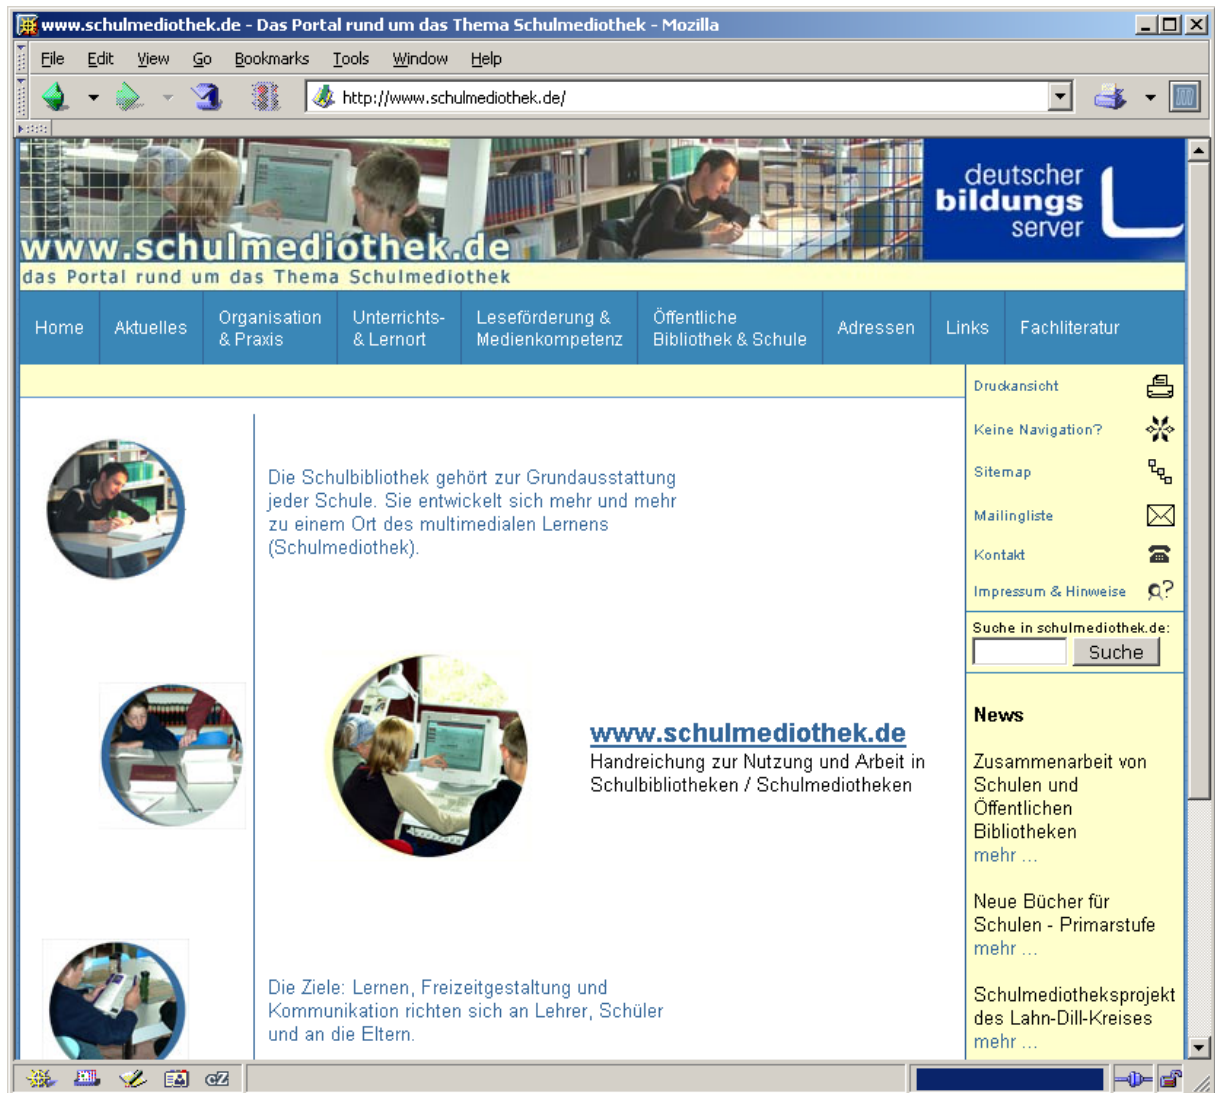 www.schulmediothek.de - Das Portal rund um das Thema Schulmediothek - Mozilla
File Edit View Go Bookmarks Tools Window Help
http://www.schulmediothek.de/
www.schulmediothek.de
das Portal rund um das Thema Schulmediothek
deutscher
bildungs
server
Home
Aktuelles
Organisation
& Praxis
Unterrichts-
& Lernort
Leseförderung &
Medienkompetenz
Öffentliche
Bibliothek & Schule
Adressen
Links
Fachliteratur
Die Schulbibliothek gehört zur Grundausstattung
jeder Schule. Sie entwickelt sich mehr und mehr
zu einem Ort des multimedialen Lernens
(Schulmediothek).
www.schulmediothek.de
Handreichung zur Nutzung und Arbeit in
Schulbibliotheken / Schulmediotheken
Die Ziele: Lernen, Freizeitgestaltung und
Kommunikation richten sich an Lehrer, Schüler
und an die Eltern.
Druckansicht
Keine Navigation?
Sitemap
Mailingliste
Kontakt
Impressum & Hinweise
Suche in schulmediothek.de:
Suche
News
Zusammenarbeit von
Schulen und
Öffentlichen
Bibliotheken
mehr ...
Neue Bücher für
Schulen - Primarstufe
mehr ...
Schulmediotheksprojekt
des Lahn-Dill-Kreises
mehr ...
cZ